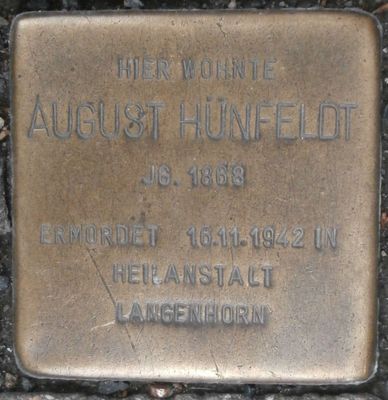 HIER WOHNTE
AUGUST HÜNFELDT
JG. 1868
ERMORDET 16.11.1942 IN
HEILANSTALT
LANGENHORN